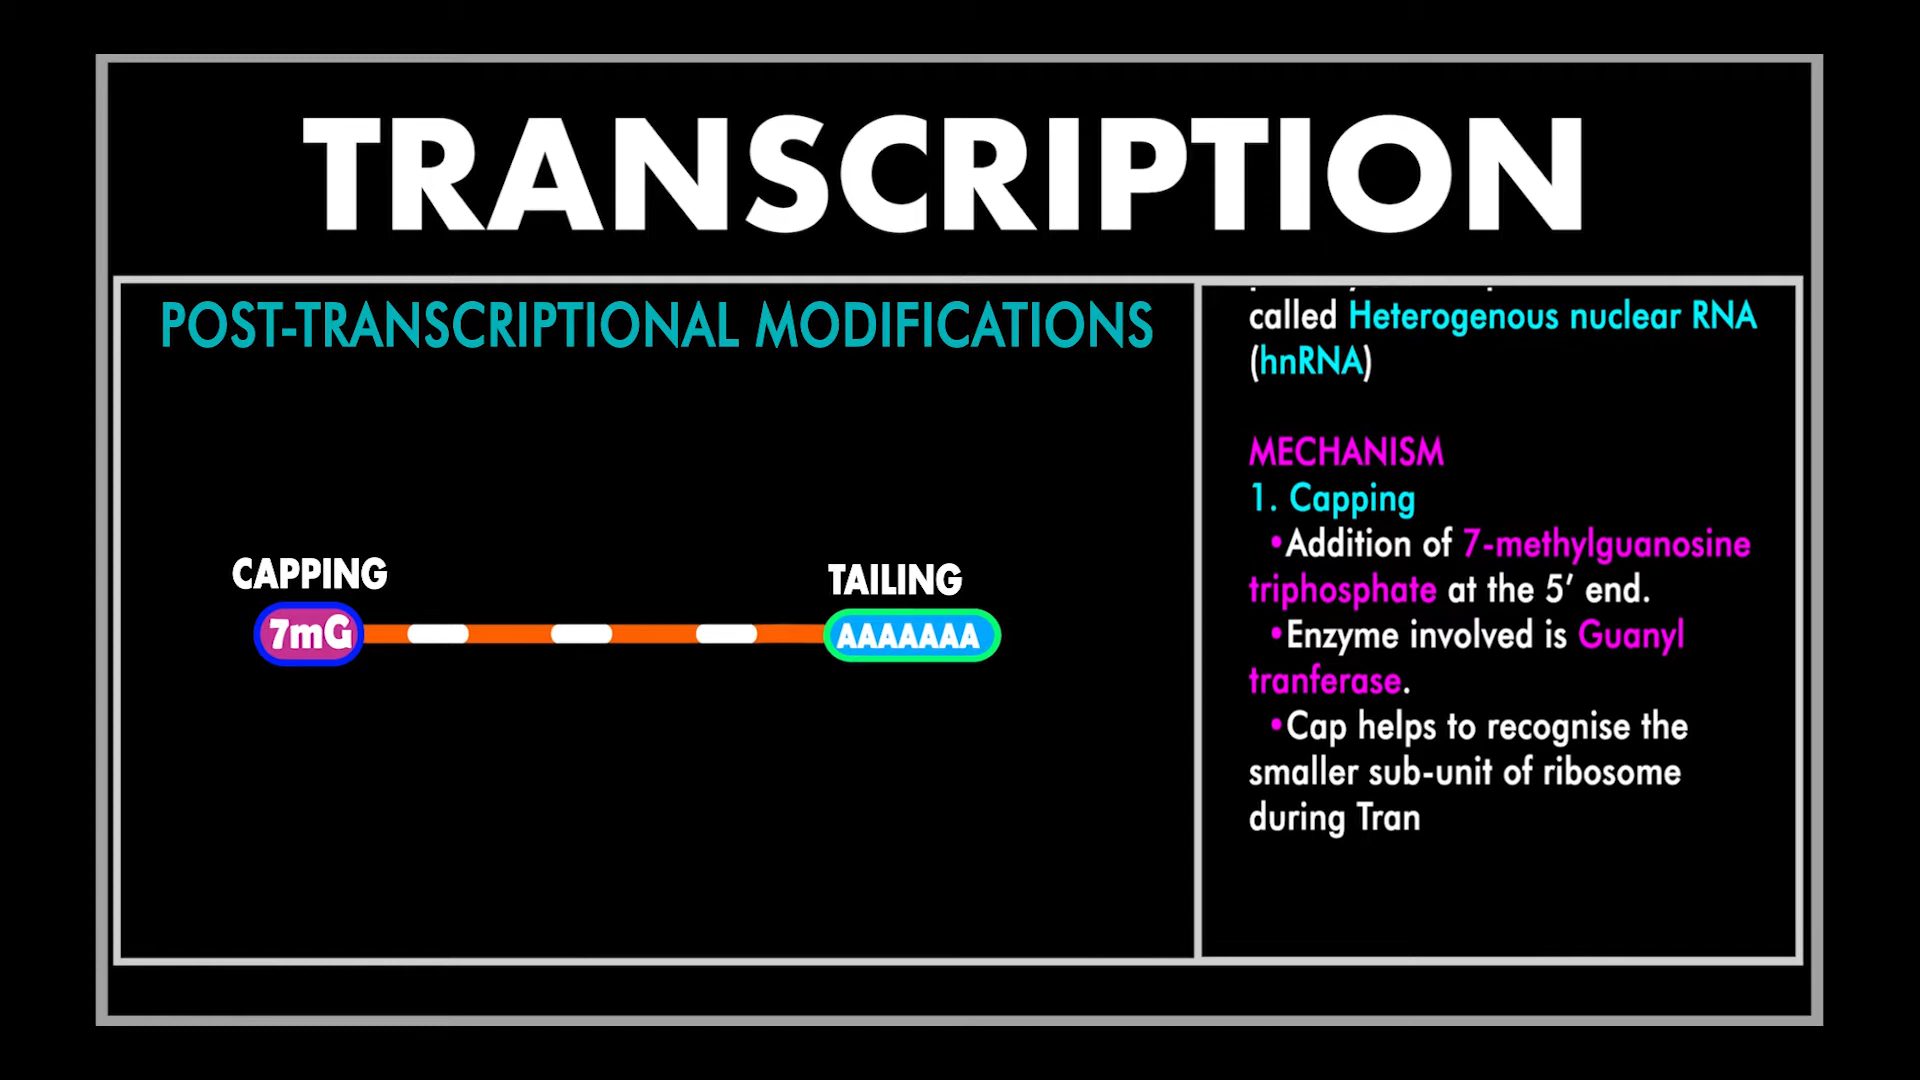 TRANSCRIPTION
POST-TRANSCRIPTIONAL MODIFICATIONS
CAPPING
TAILING
7mG
AAAAAAA
called Heterogenous nuclear RNA
(hnRNA)
MECHANISM
1. Capping
•Addition of 7-methylguanosine
triphosphate at the 5’ end.
•Enzyme involved is Guanyl
tranferase.
•Cap helps to recognise the
smaller sub-unit of ribosome
during Tran